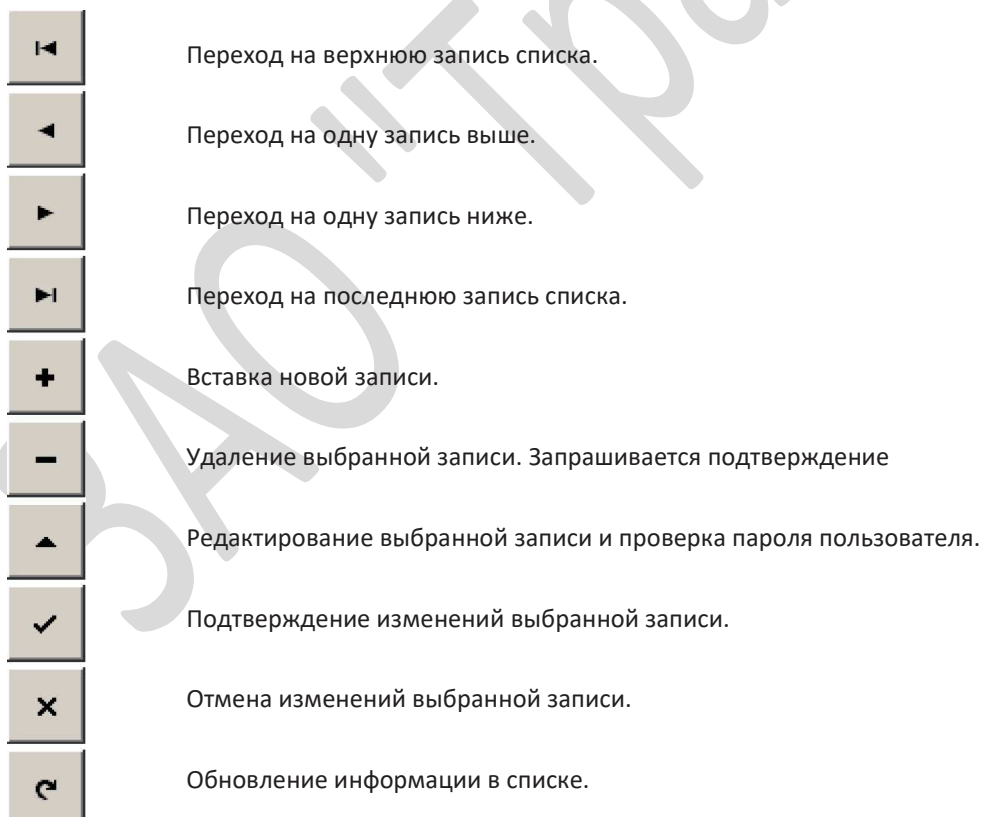 ЗАО "Тра
Переход на верхнюю запись списка.
Переход на одну запись выше.
Переход на одну запись ниже.
Переход на последнюю запись списка.
Вставка новой записи.
Удаление выбранной записи. Запрашивается подтверждение
Редактирование выбранной записи и проверка пароля пользователя.
Подтверждение изменений выбранной записи.
Отмена изменений выбранной записи.
Обновление информации в списке.